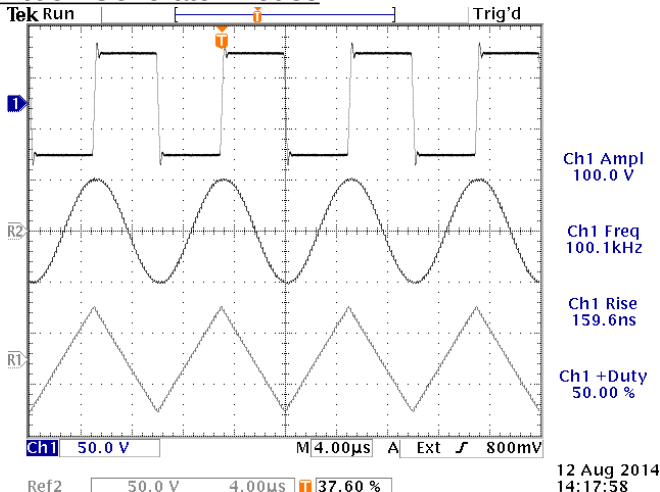 Tek Run Trig'd
T
T
1
Ch1 Ampl
100.0 V
R2
Ch1 Freq
100.1kHz
Ch1 Rise
159.6ns
R1
Ch1 +Duty
50.00 %
Ch1 50.0 V M 4.00µs A Ext ƒ 800mV
12 Aug 2014
Ref2 50.0 V 4.00µs T 37.60 % 14:17:58